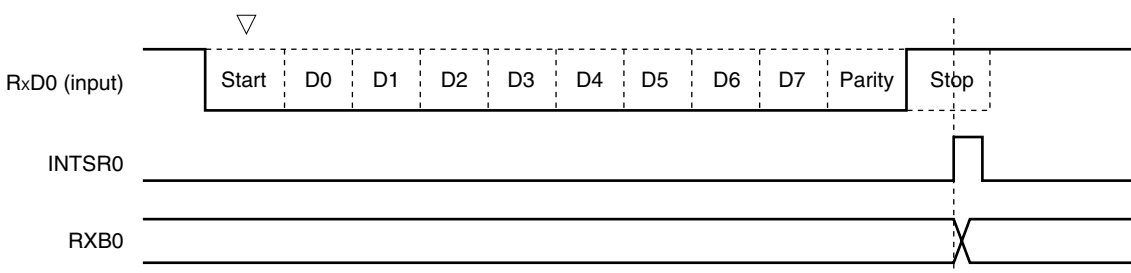 RxD0 (input) Start D0 D1 D2 D3 D4 D5 D6 D7 Parity Stop
INTSR0
RXB0